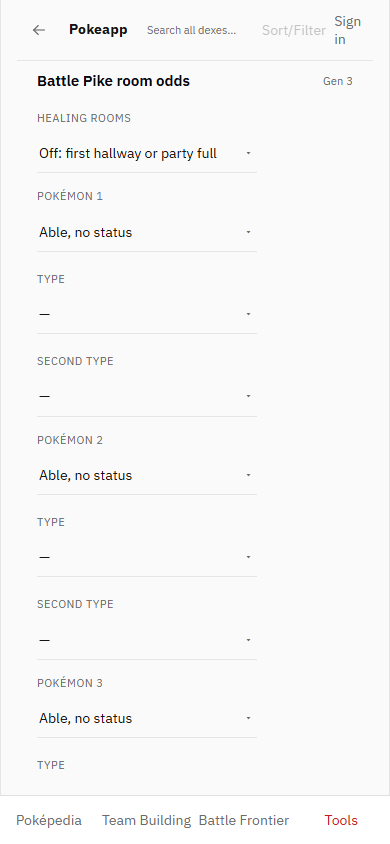 ← Pokeapp Search all dexes... Sort/Filter Sign in
Battle Pike room odds Gen 3
HEALING ROOMS
Off: first hallway or party full
POKÉMON 1
Able, no status
TYPE
—
SECOND TYPE
—
POKÉMON 2
Able, no status
TYPE
—
SECOND TYPE
—
POKÉMON 3
Able, no status
TYPE
Poképedia Team Building Battle Frontier Tools